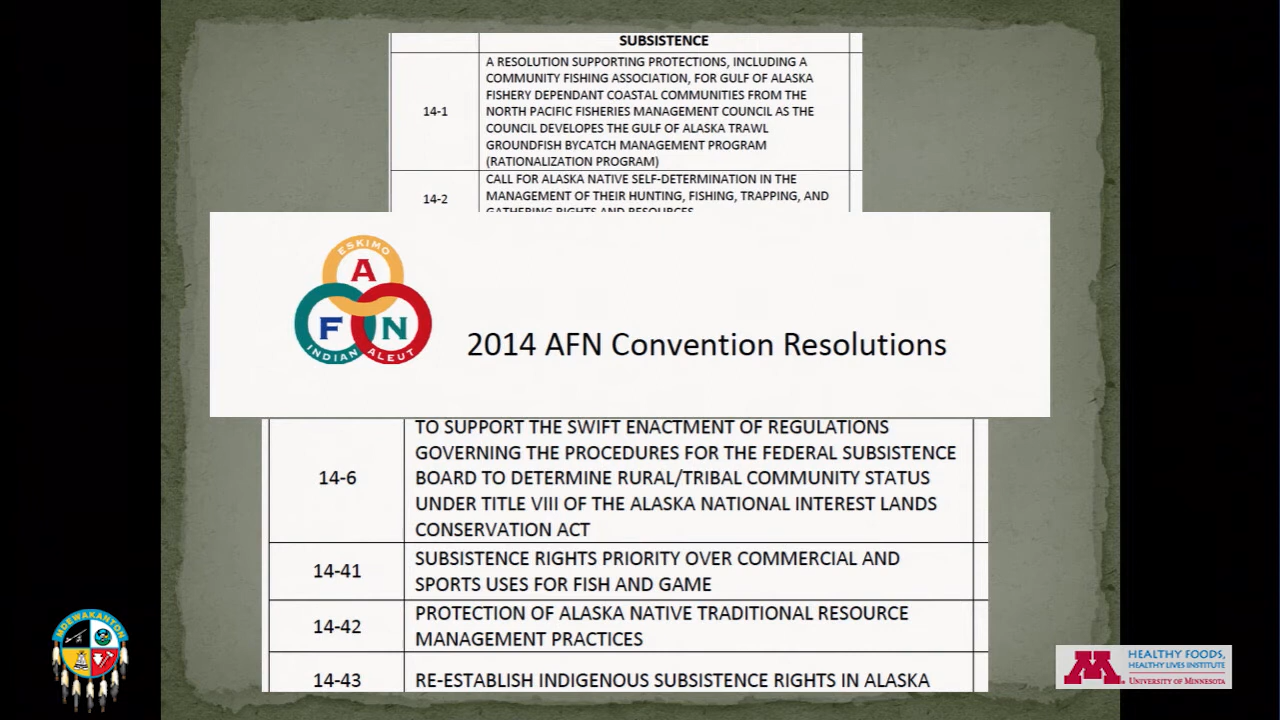 SUBSISTENCE
14-1
A RESOLUTION SUPPORTING PROTECTIONS, INCLUDING A
COMMUNITY FISHING ASSOCIATION, FOR GULF OF ALASKA
FISHERY DEPENDANT COASTAL COMMUNITIES FROM THE
NORTH PACIFIC FISHERIES MANAGEMENT COUNCIL AS THE
COUNCIL DEVELOPES THE GULF OF ALASKA TRAWL
GROUNDFISH BYCATCH MANAGEMENT PROGRAM
(RATIONALIZATION PROGRAM)
14-2
CALL FOR ALASKA NATIVE SELF-DETERMINATION IN THE
MANAGEMENT OF THEIR HUNTING, FISHING, TRAPPING, AND
GATHERING RIGHTS AND RESOURCES
ESKIMO
A
F N
INDIAN ALEUT
2014 AFN Convention Resolutions
14-6
TO SUPPORT THE SWIFT ENACTMENT OF REGULATIONS
GOVERNING THE PROCEDURES FOR THE FEDERAL SUBSISTENCE
BOARD TO DETERMINE RURAL/TRIBAL COMMUNITY STATUS
UNDER TITLE VIII OF THE ALASKA NATIONAL INTEREST LANDS
CONSERVATION ACT
14-41
SUBSISTENCE RIGHTS PRIORITY OVER COMMERCIAL AND
SPORTS USES FOR FISH AND GAME
14-42
PROTECTION OF ALASKA NATIVE TRADITIONAL RESOURCE
MANAGEMENT PRACTICES
14-43
RE-ESTABLISH INDIGENOUS SUBSISTENCE RIGHTS IN ALASKA
MDEWAKANTON
M
HEALTHY FOODS,
HEALTHY LIVES INSTITUTE
UNIVERSITY OF MINNESOTA